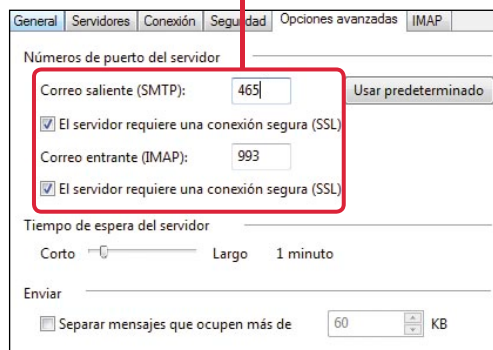 General Servidores Conexión Seguridad Opciones avanzadas IMAP
Números de puerto del servidor
Correo saliente (SMTP): 465 Usar predeterminado
El servidor requiere una conexión segura (SSL)
Correo entrante (IMAP): 993
El servidor requiere una conexión segura (SSL)
Tiempo de espera del servidor
Corto Largo 1 minuto
Enviar
Separar mensajes que ocupen más de 60 KB